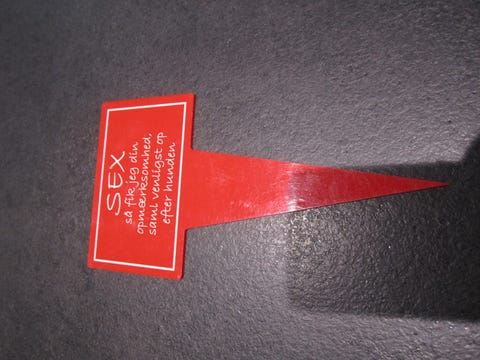 SEX
så fik jeg din
opmærksomhed,
saml venligst op
efter hunden